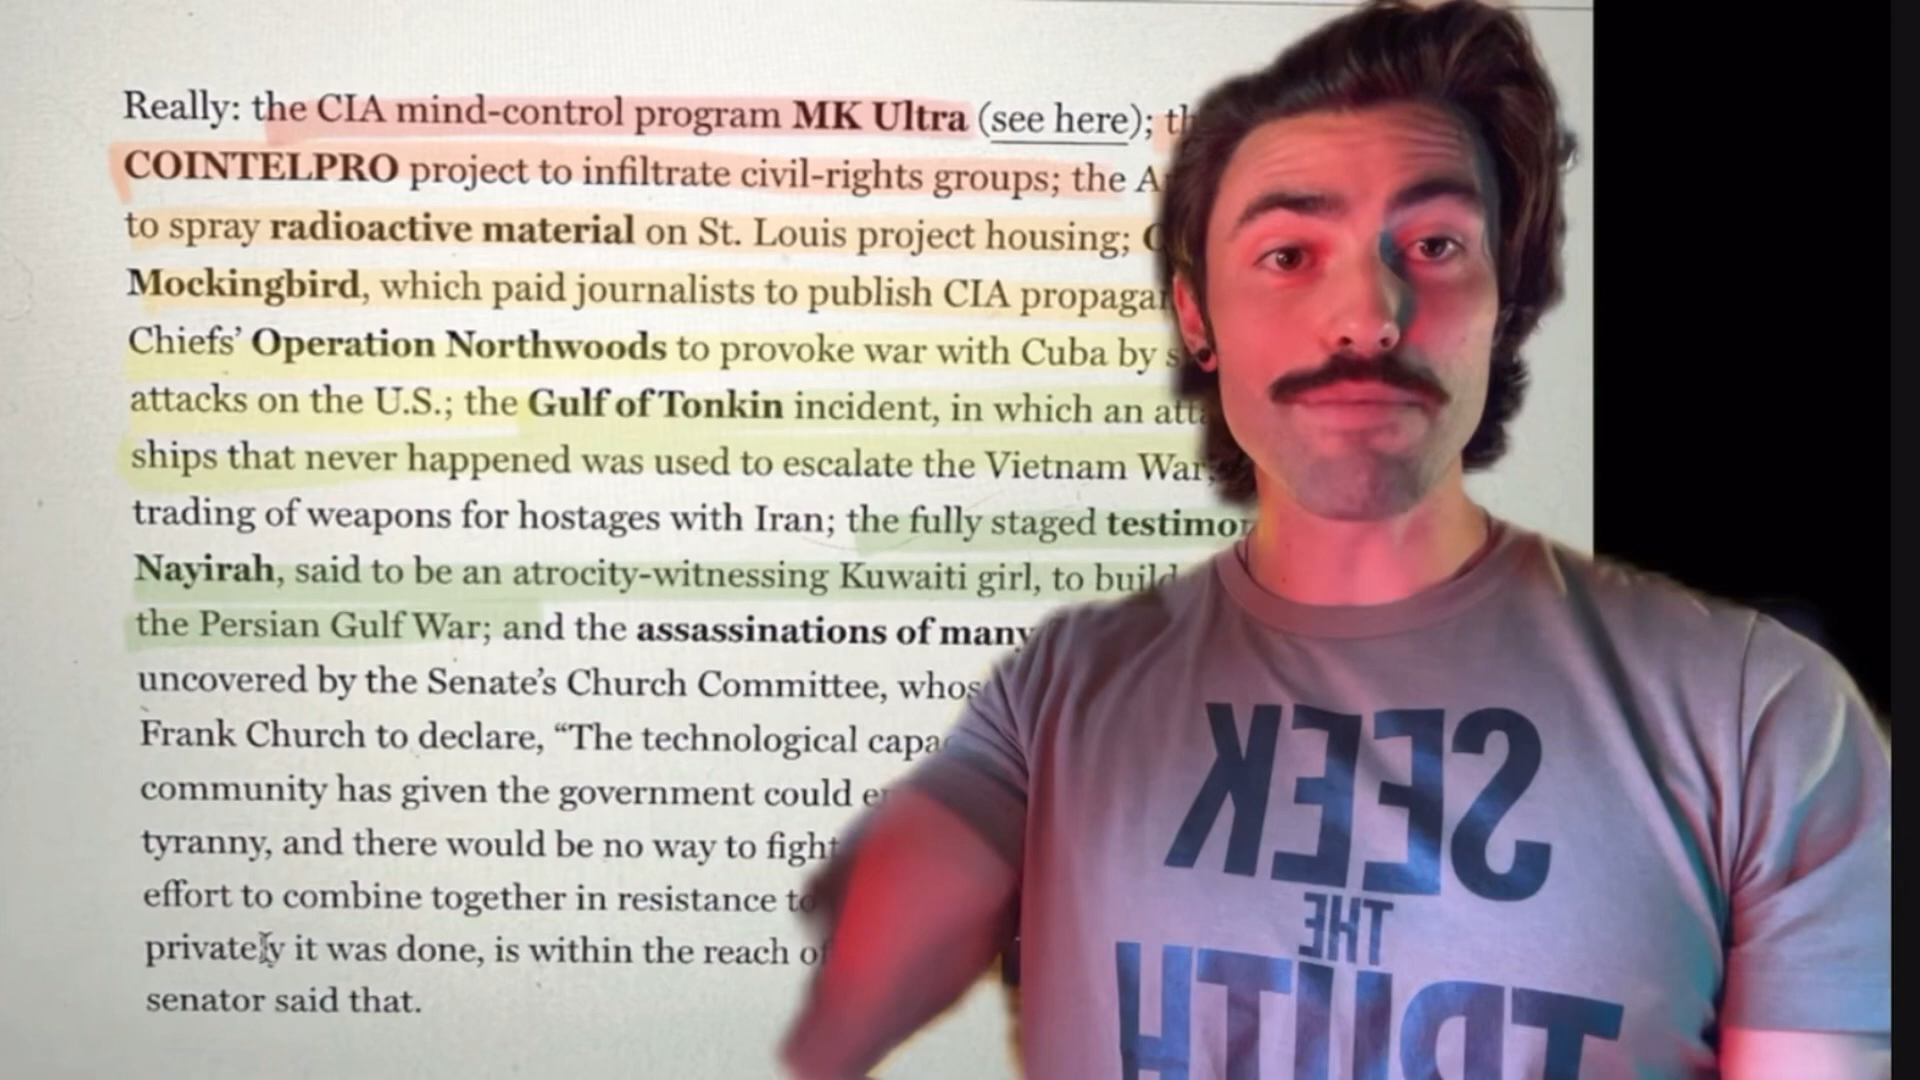 Really: the CIA mind-control program MK Ultra (see here); th
COINTELPRO project to infiltrate civil-rights groups; the A
to spray radioactive material on St. Louis project housing;
Mockingbird, which paid journalists to publish CIA propagan
Chiefs’ Operation Northwoods to provoke war with Cuba by s
attacks on the U.S.; the Gulf of Tonkin incident, in which an atta
ships that never happened was used to escalate the Vietnam War;
trading of weapons for hostages with Iran; the fully staged testimon
Nayirah, said to be an atrocity-witnessing Kuwaiti girl, to build
the Persian Gulf War; and the assassinations of many
uncovered by the Senate’s Church Committee, whos
Frank Church to declare, “The technological capa
community has given the government could e
tyranny, and there would be no way to fight
effort to combine together in resistance to
privately it was done, is within the reach of
senator said that.
SEEK
THE
TRUTH